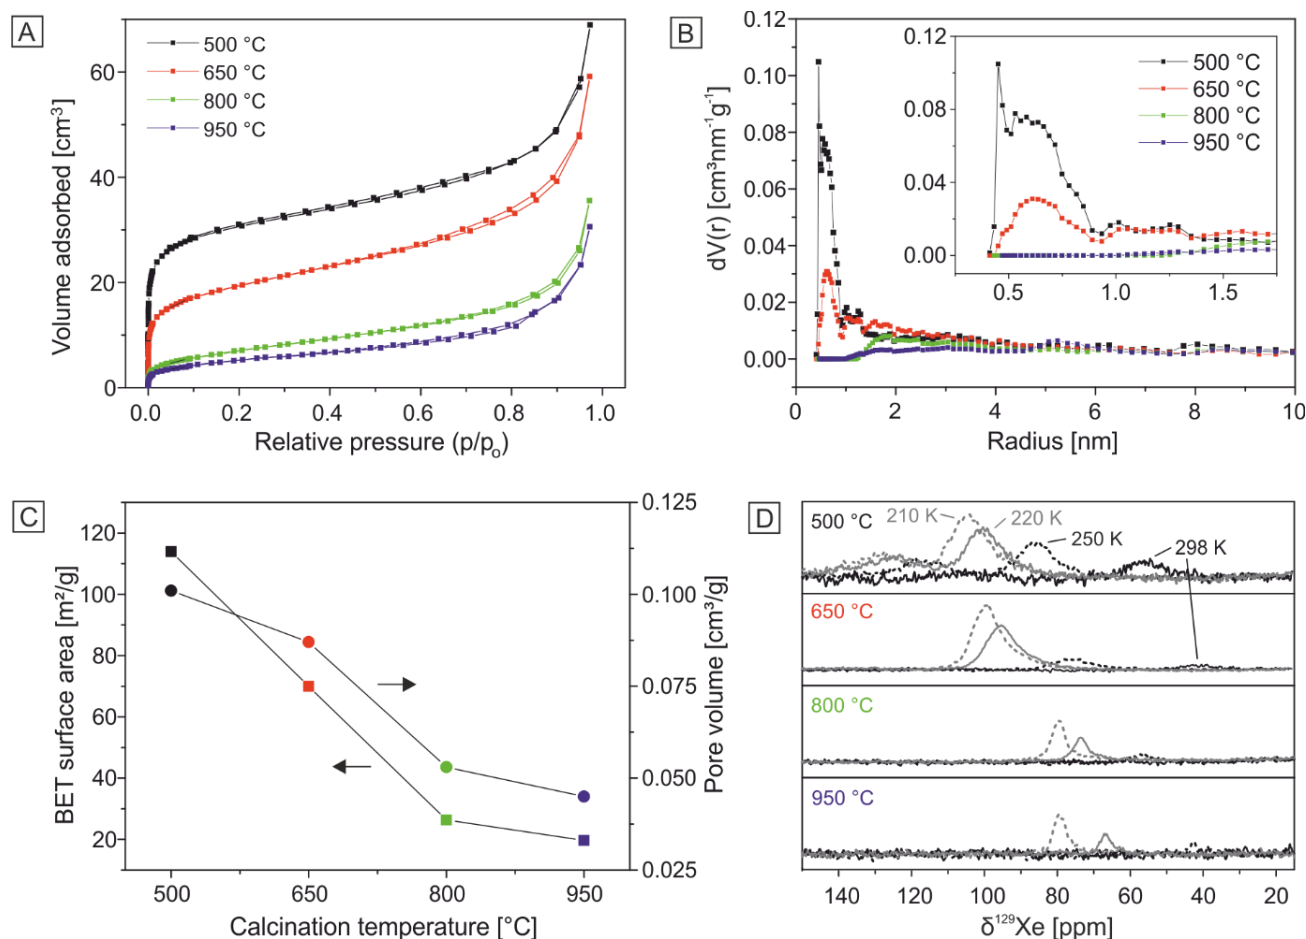 A
500 °C
650 °C
800 °C
950 °C
Volume adsorbed [cm⁻³]
60
40
20
0
0.0 0.2 0.4 0.6 0.8 1.0
Relative pressure (p/pₒ)
B
dV(r) [cm³nm⁻¹g⁻¹]
0.12
0.10
0.08
0.06
0.04
0.02
0.00
0 2 4 6 8 10
Radius [nm]
0.12
0.08
0.04
0.00
0.5 1.0 1.5
500 °C
650 °C
800 °C
950 °C
C
BET surface area [m²/g]
120
100
80
60
40
20
0.125
0.100
0.075
0.050
0.025
Pore volume [cm³/g]
500 650 800 950
Calcination temperature [°C]
D
500 °C
210 K
220 K
250 K
298 K
650 °C
800 °C
950 °C
140 120 100 80 60 40 20
δ¹²⁹Xe [ppm]